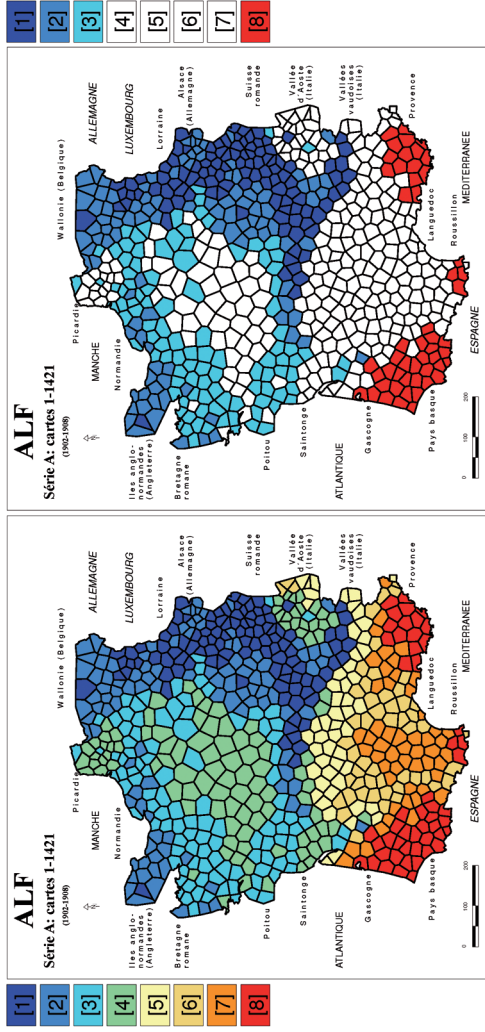 [1]
[2]
[3]
[4]
[5]
[6]
[7]
[8]
ALF
Série A: cartes 1-1421
(1902-1908)
N
Picardie
Wallonie (Belgique)
MANCHE
ALLEMAGNE
Normandie
LUXEMBOURG
Lorraine
Iles anglo-
normandes
(Angleterre)
Alsace
(Allemagne)
Bretagne
romane
Suisse
romande
Poitou
Vallée
d'Aoste
(Italie)
Saintonge
ATLANTIQUE
Vallées
vaudoises
(Italie)
Gascogne
Provence
Languedoc
Pays basque
Roussillon
MEDITERRANEE
ESPAGNE
0
100
200
ALF
Série A: cartes 1-1421
(1902-1908)
N
Picardie
Wallonie (Belgique)
MANCHE
ALLEMAGNE
Normandie
LUXEMBOURG
Lorraine
Iles anglo-
normandes
(Angleterre)
Alsace
(Allemagne)
Bretagne
romane
Suisse
romande
Poitou
Vallée
d'Aoste
(Italie)
Saintonge
ATLANTIQUE
Vallées
vaudoises
(Italie)
Gascogne
Provence
Languedoc
Pays basque
Roussillon
MEDITERRANEE
ESPAGNE
0
100
200
[1]
[2]
[3]
[4]
[5]
[6]
[7]
[8]